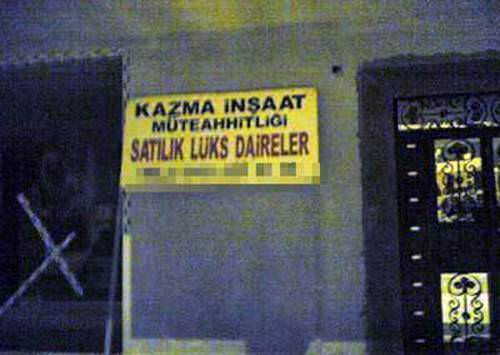 KAZMA İNŞAAT
MÜTEAHHİTLİĞİ
SATILIK LÜKS DAİRELER